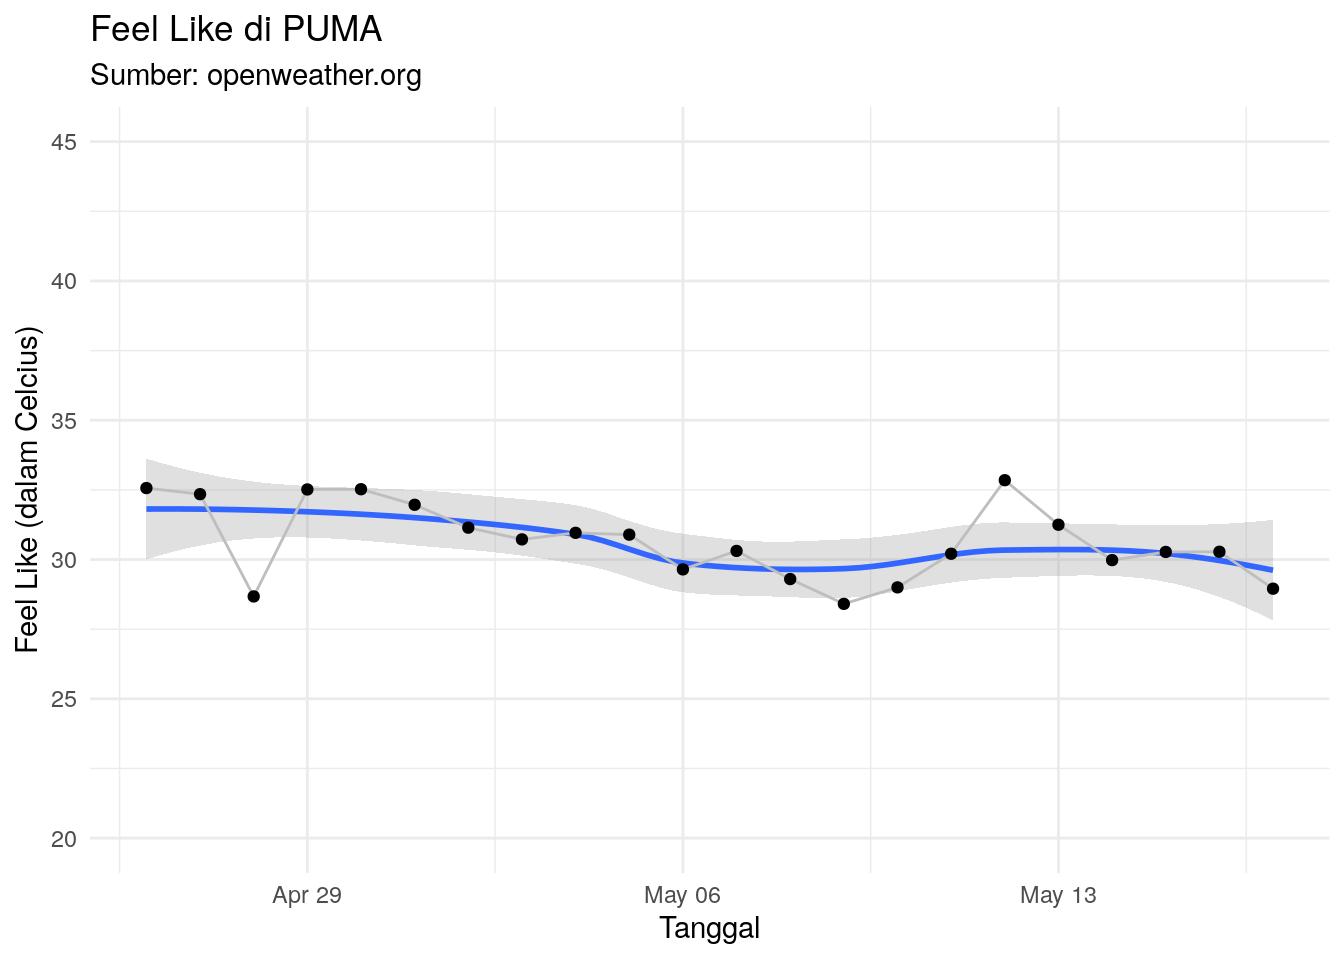 Feel Like di PUMA
Sumber: openweather.org
Feel Like (dalam Celcius)
45
40
35
30
25
20
Apr 29
May 06
May 13
Tanggal